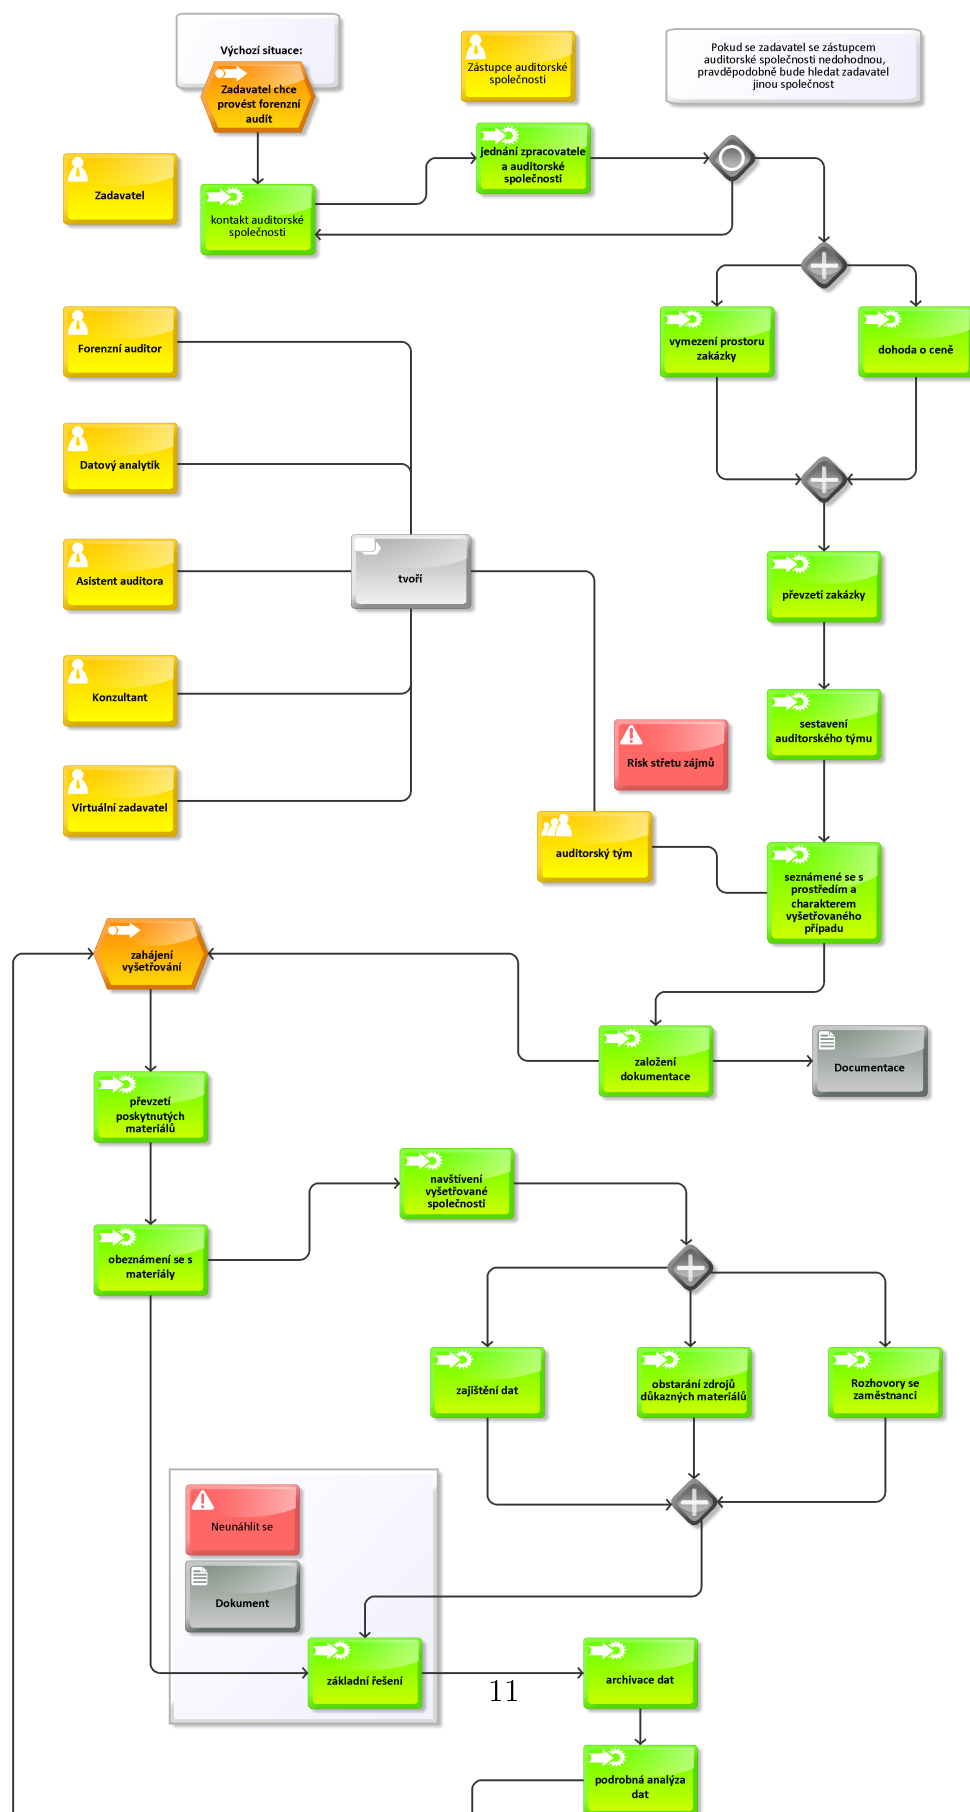 Výchozí situace:
Zadavatel chce
provést forenzní
audit
Zástupce auditorské
společnosti
Pokud se zadavatel se zástupcem
auditorské společnosti nedohodnou,
pravděpodobně bude hledat zadavatel
jinou společnost
jednání zpracovatele
a auditorské
společnosti
Zadavatel
kontakt auditorské
společnosti
Forenzní auditor
vymezení prostoru
zakázky
dohoda o ceně
Datový analytik
Asistent auditora
tvoří
převzetí zakázky
Konzultant
sestavení
auditorského týmu
Risk střetu zájmů
Virtuální zadavatel
auditorský tým
seznámené se s
prostředím a
charakterem
vyšetřovaného
případu
zahájení
vyšetřování
založení
dokumentace
Documentace
převzetí
poskytnutých
materiálů
navštívení
vyšetřované
společnosti
obeznámení se s
materiály
zajištění dat
obstarání zdrojů
důkazných materiálů
Rozhovory se
zaměstnanci
Neunáhlit se
Dokument
základní řešení
archivace dat
11
podrobná analýza
dat